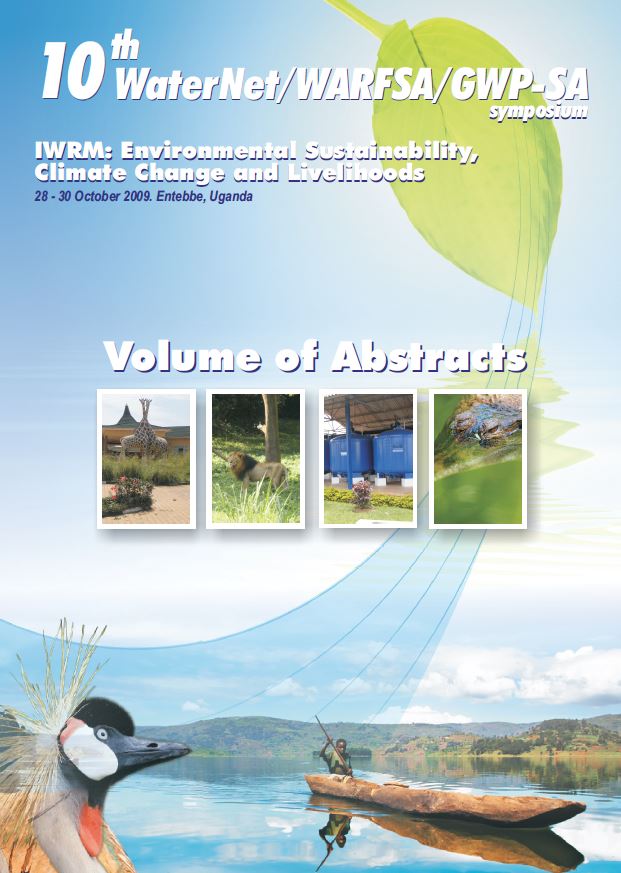 10th
WaterNet/WARFSA/GWP-SA
symposium
IWRM: Environmental Sustainability,
Climate Change and Livelihoods
28 - 30 October 2009. Entebbe, Uganda
Volume of Abstracts